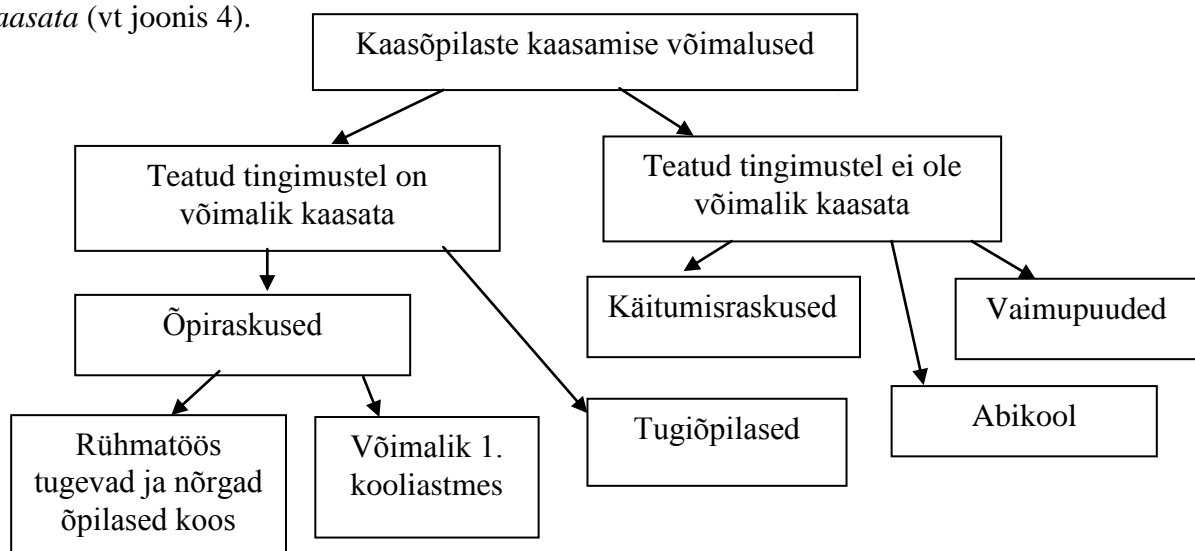 aasata (vt joonis 4).
Kaasõpilaste kaasamise võimalused
Teatud tingimustel on
võimalik kaasata
Teatud tingimustel ei ole
võimalik kaasata
Õpiraskused
Käitumisraskused
Vaimupuuded
Rühmatöös
tugevad ja nõrgad
õpilased koos
Võimalik 1.
kooliastmes
Tugiõpilased
Abikool